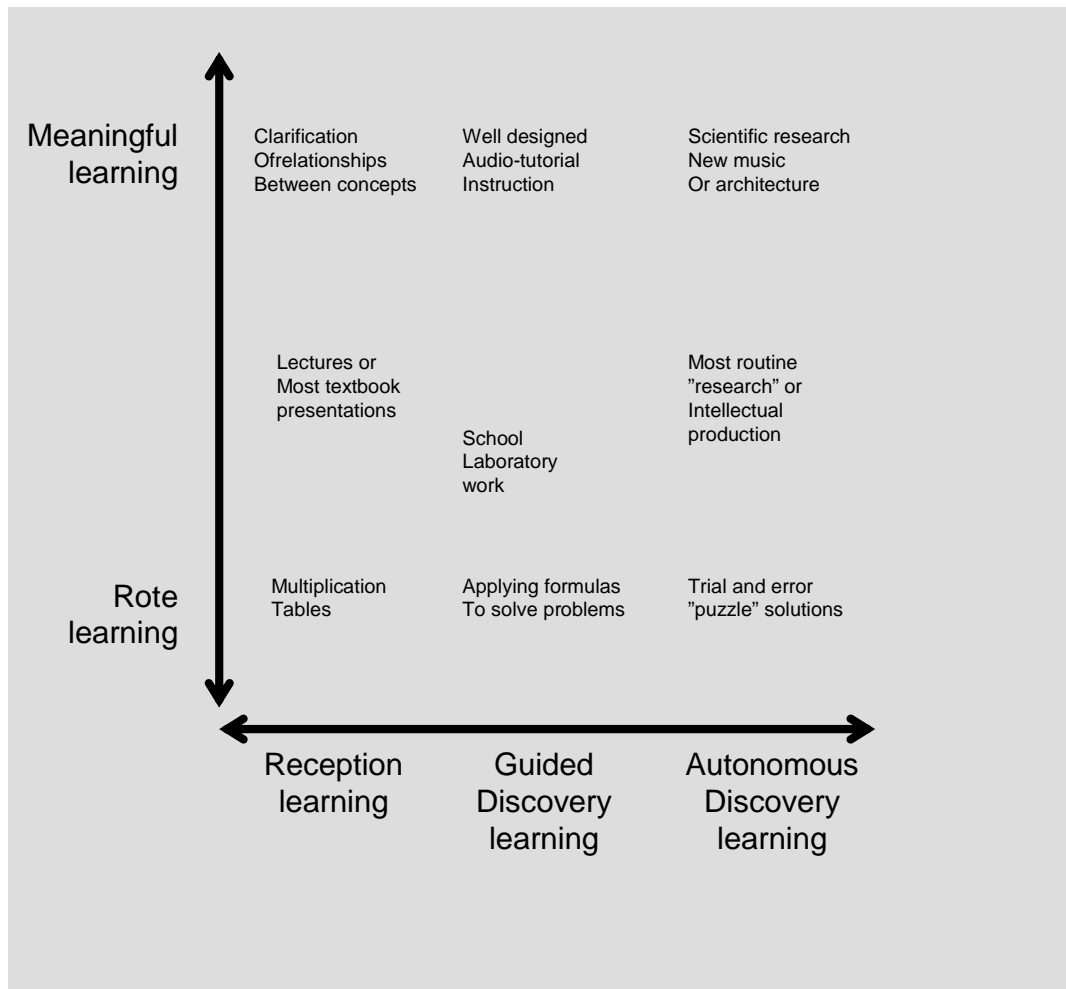 Meaningful
learning
Clarification
Ofrelationships
Between concepts
Well designed
Audio-tutorial
Instruction
Scientific research
New music
Or architecture
Lectures or
Most textbook
presentations
School
Laboratory
work
Most routine
”research” or
Intellectual
production
Rote
learning
Multiplication
Tables
Applying formulas
To solve problems
Trial and error
”puzzle” solutions
Reception
learning
Guided
Discovery
learning
Autonomous
Discovery
learning